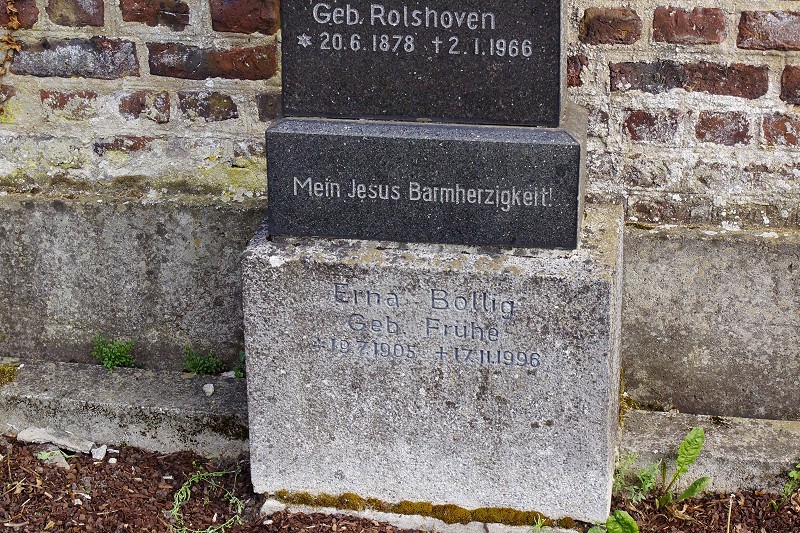 Geb. Rolshoven
* 20.6.1878 † 2.1.1966
Mein Jesus Barmherzigkeit!
Erna Bollig
Geb. Frühe
* 19.7.1905 † 17.11.1996